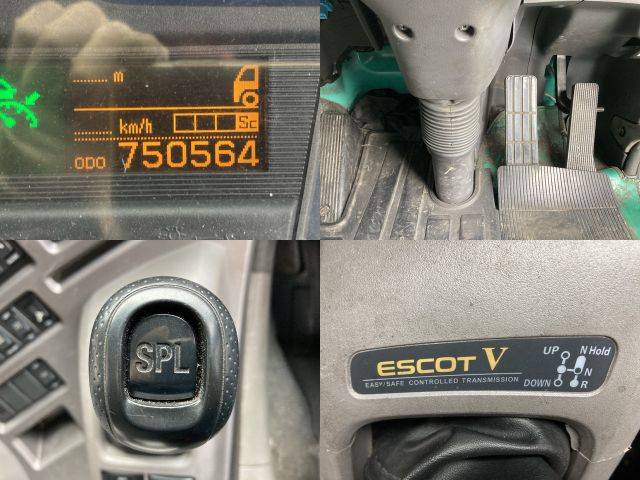 ........ m
........ km/h Sc
ODO 750564
SPL
ESCOT V
EASY/SAFE CONTROLLED TRANSMISSION
UP N Hold
N
DOWN R